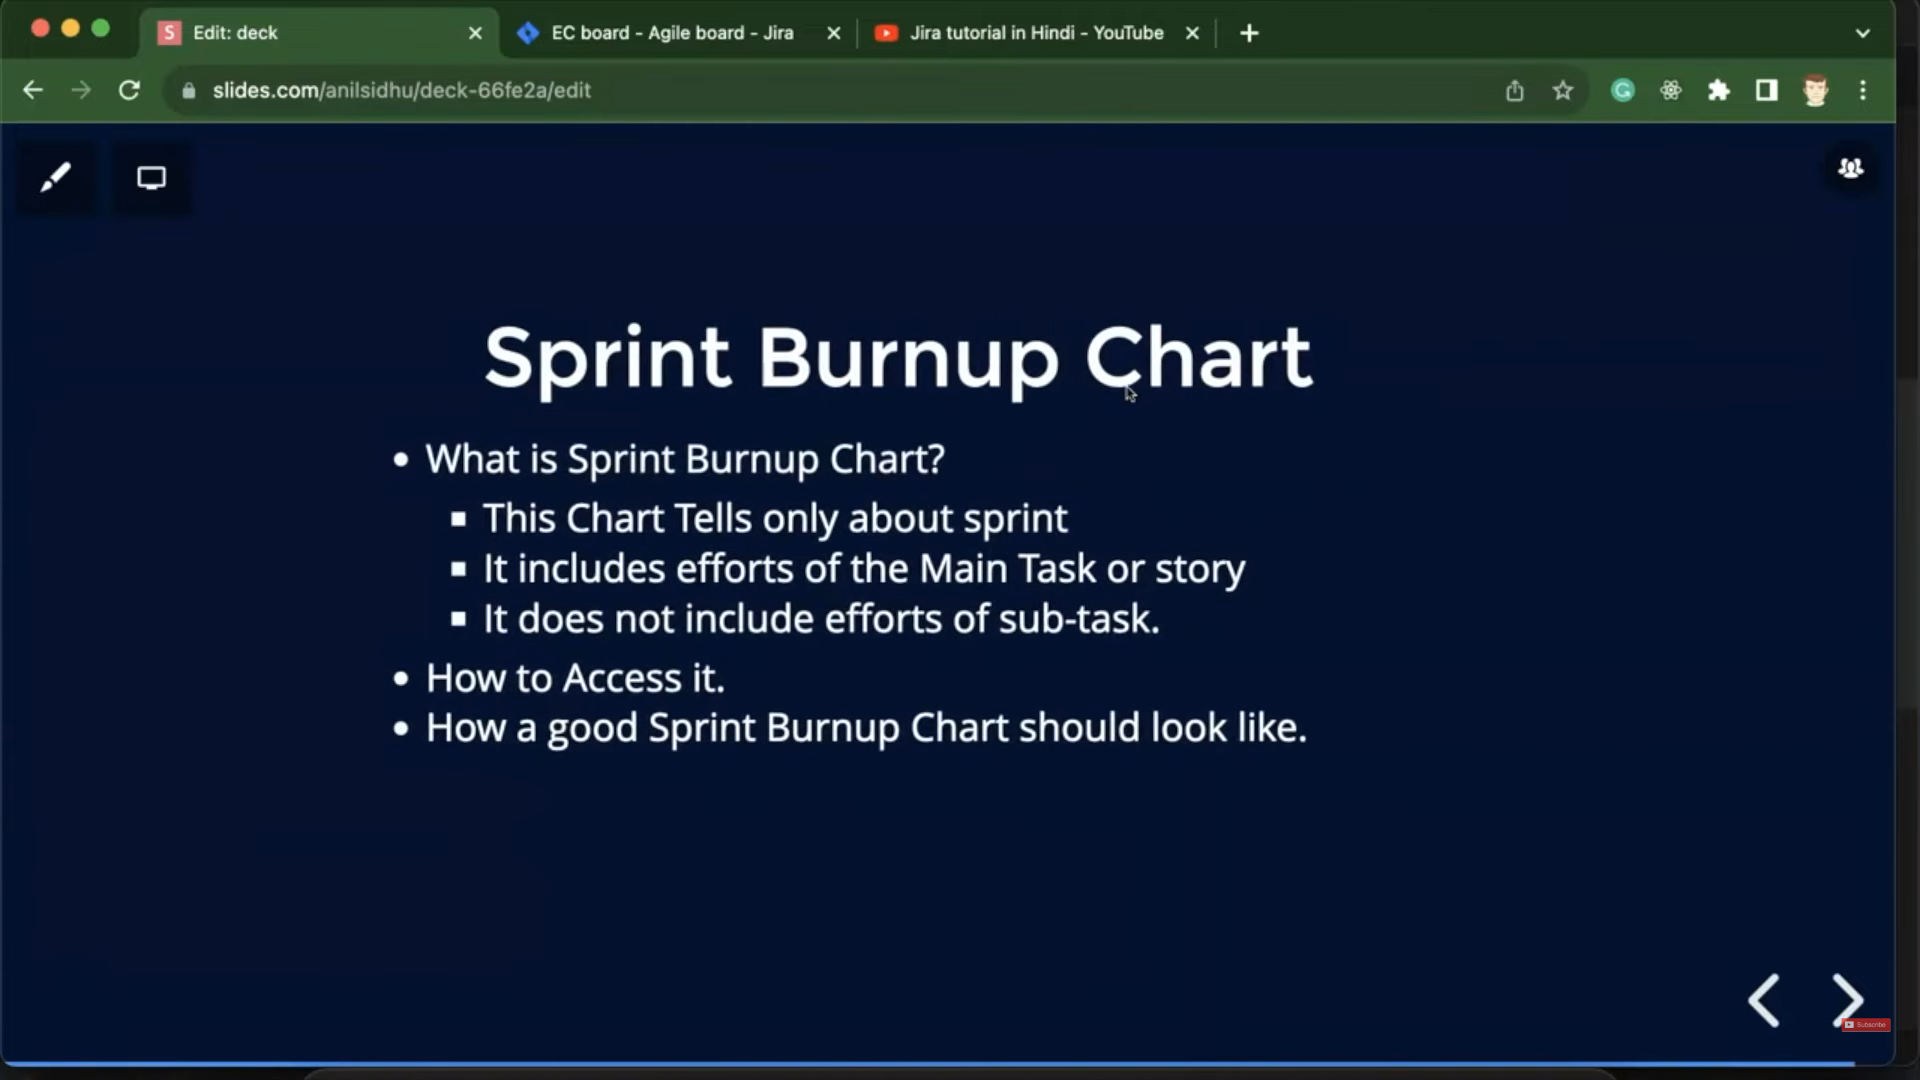 S Edit: deck
EC board - Agile board - Jira
Jira tutorial in Hindi - YouTube
slides.com/anilsidhu/deck-66fe2a/edit
Sprint Burnup Chart
• What is Sprint Burnup Chart?
▪ This Chart Tells only about sprint
▪ It includes efforts of the Main Task or story
▪ It does not include efforts of sub-task.
• How to Access it.
• How a good Sprint Burnup Chart should look like.
Subscribe